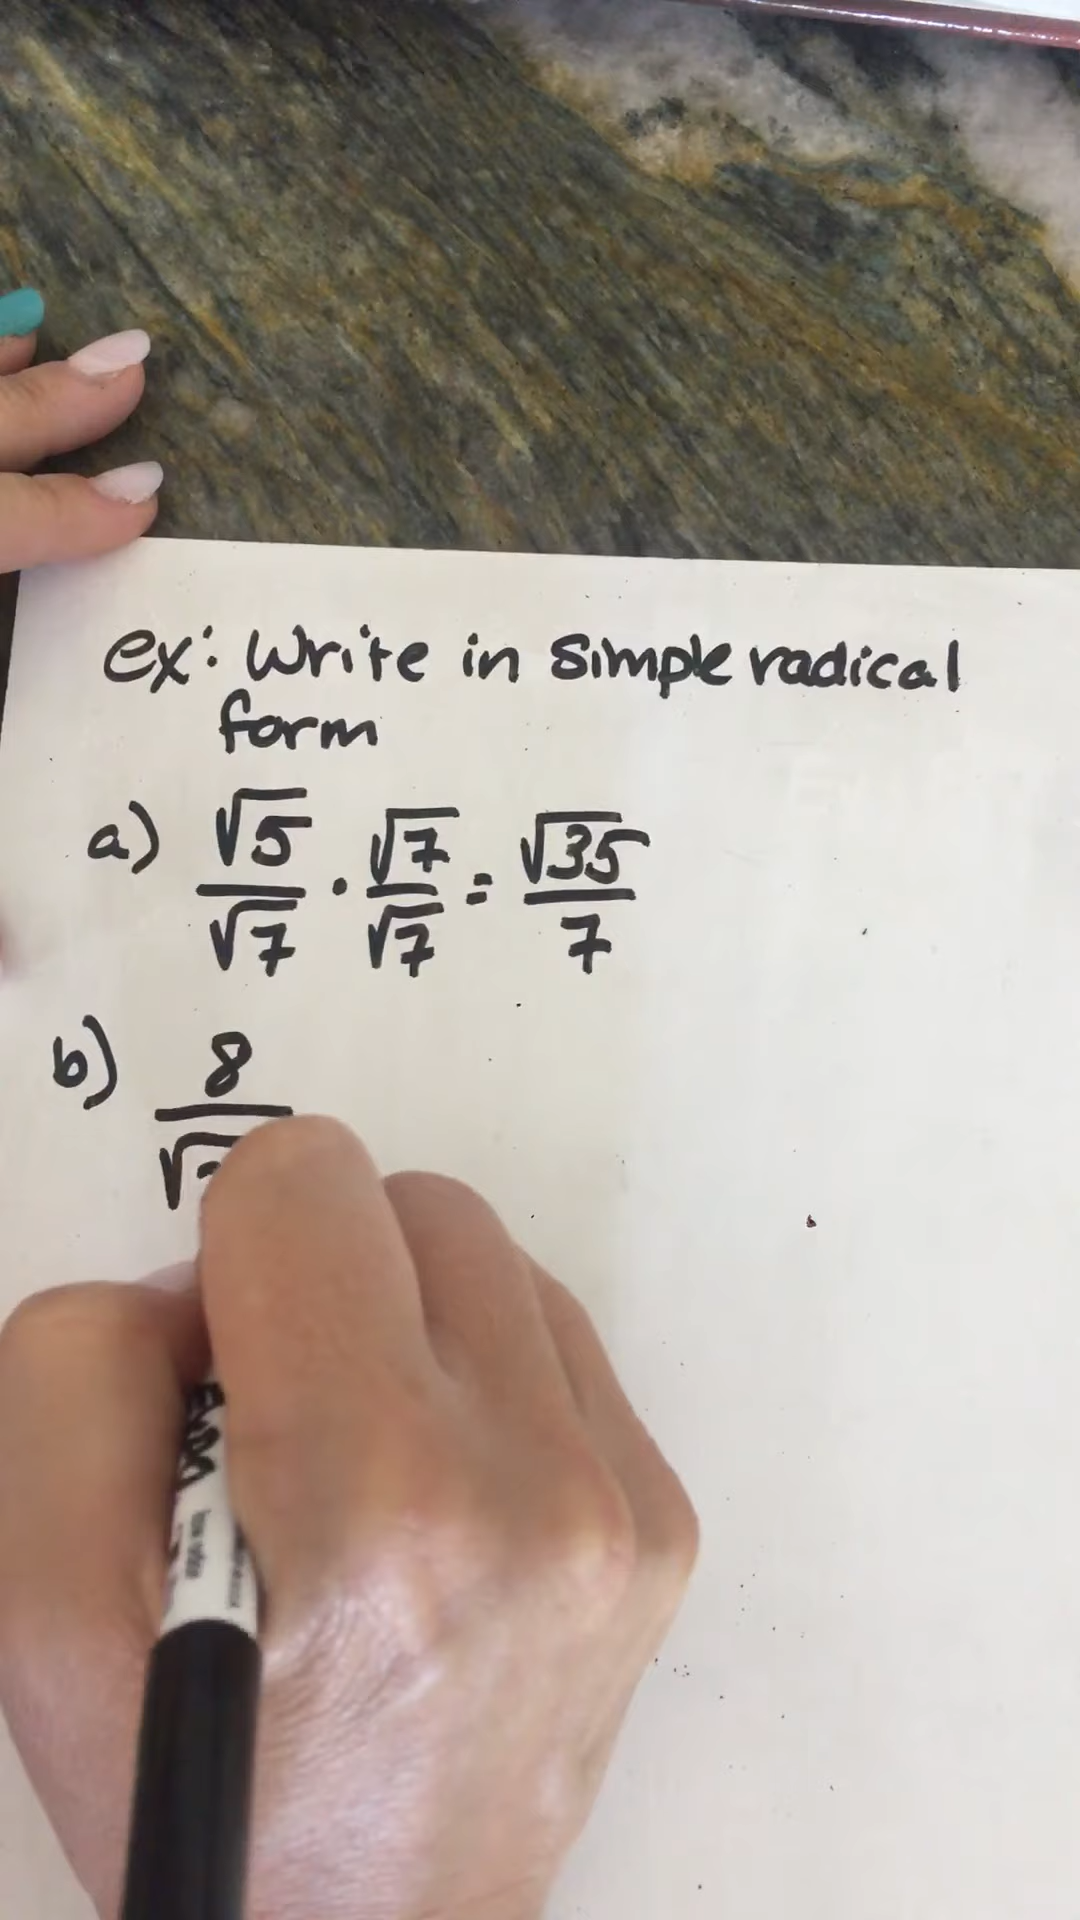 ex: Write in simple radical
form
a) √5/√7 · √7/√7 = √35/7
b) 8/√